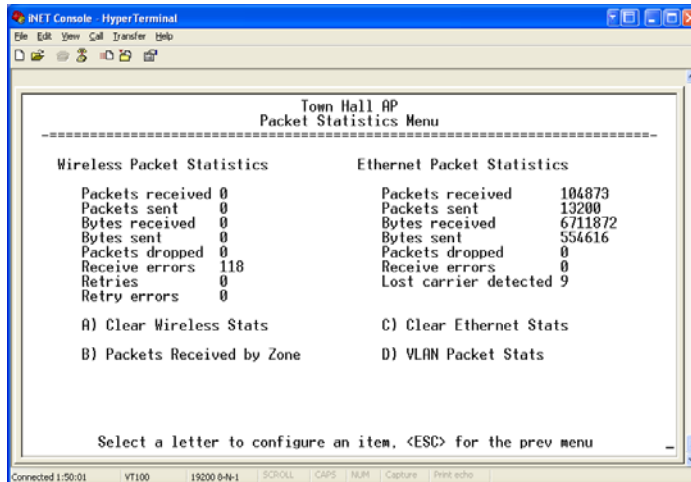 iNET Console - HyperTerminal
File Edit View Call Transfer Help
Town Hall AP
Packet Statistics Menu
-==========================================================================-
Wireless Packet Statistics
Packets received 0
Packets sent 0
Bytes received 0
Bytes sent 0
Packets dropped 0
Receive errors 118
Retries 0
Retry errors 0
A) Clear Wireless Stats
B) Packets Received by Zone
Ethernet Packet Statistics
Packets received 104873
Packets sent 13200
Bytes received 6711872
Bytes sent 554616
Packets dropped 0
Receive errors 0
Lost carrier detected 9
C) Clear Ethernet Stats
D) VLAN Packet Stats
Select a letter to configure an item, <ESC> for the prev menu _
Connected 1:50:01 VT100 19200 8-N-1 SCROLL CAPS NUM Capture Print echo